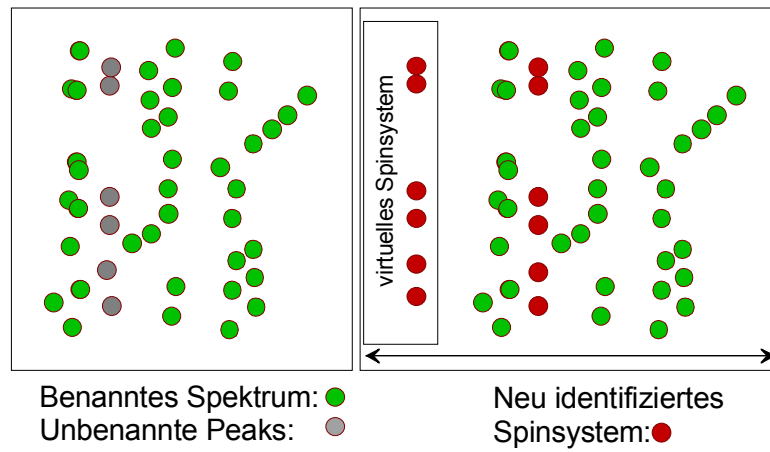 virtuelles Spinsystem
Benanntes Spektrum:
Unbenannte Peaks:
Neu identifiziertes
Spinsystem: